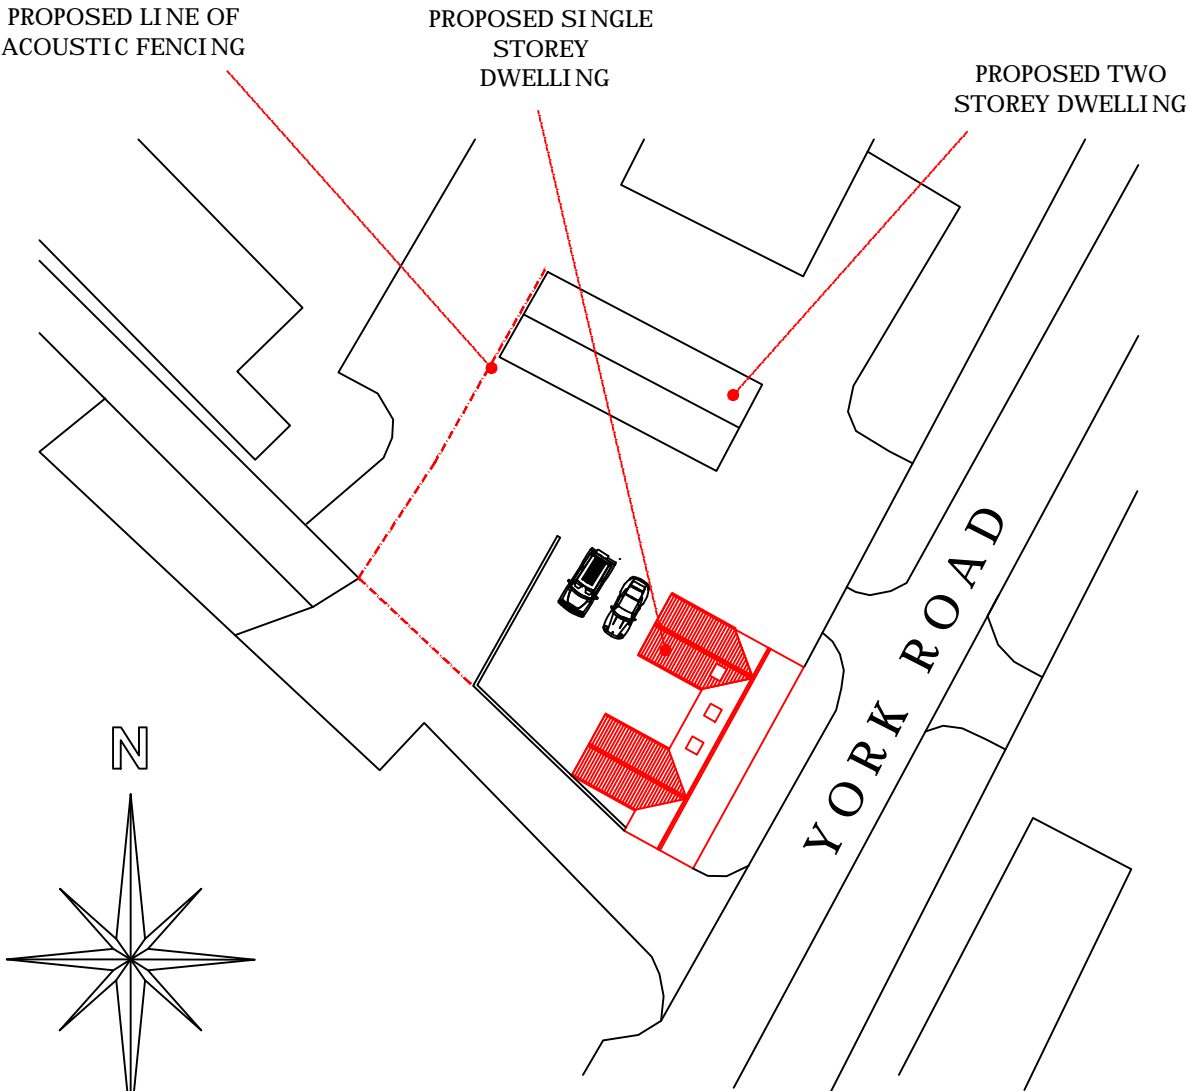 PROPOSED LINE OF
ACOUSTIC FENCING
PROPOSED SINGLE
STOREY
DWELLING
PROPOSED TWO
STOREY DWELLING
YORK ROAD
N